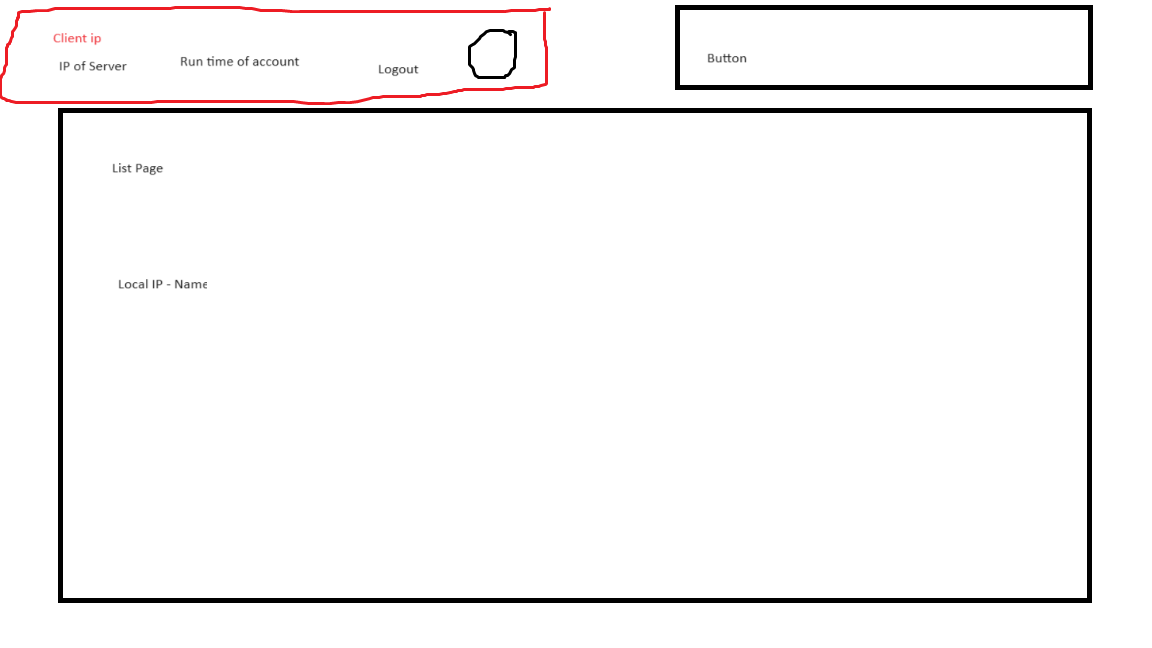 Client ip
IP of Server
Run time of account
Logout
Button
List Page
Local IP - Name